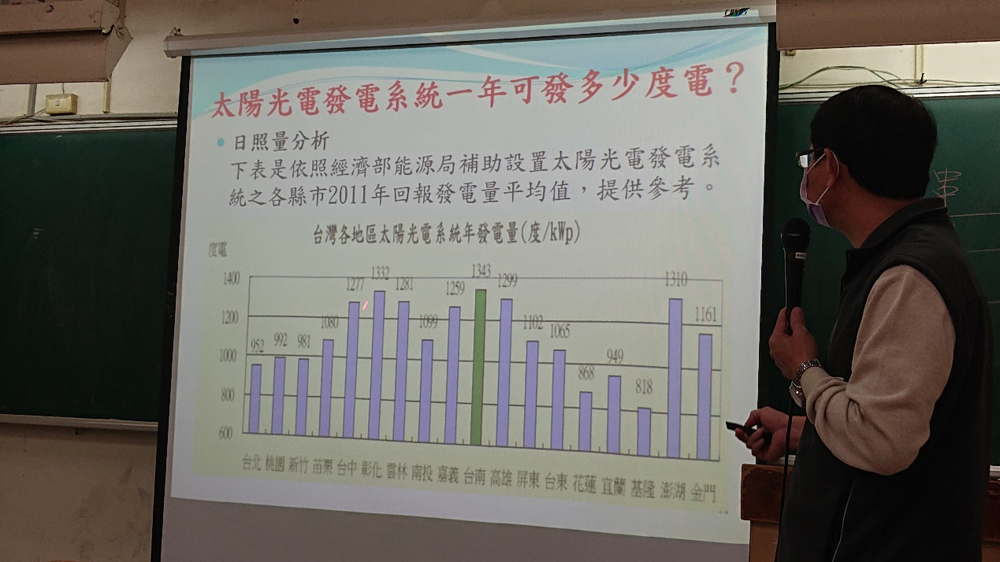 太陽光電發電系統一年可發多少度電？
日照量分析
下表是依照經濟部能源局補助設置太陽光電發電系
統之各縣市2011年回報發電量平均值，提供參考。
台灣各地區太陽光電系統年發電量(度/kWp)
度電
1400
1200
1000
800
600
952 992 981 1080 1277 1332 1281 1099 1259 1343 1299 1102 1065 868 949 818 1310 1161
台北 桃園 新竹 苗栗 台中 彰化 雲林 南投 嘉義 台南 高雄 屏東 台東 花蓮 宜蘭 基隆 澎湖 金門
串